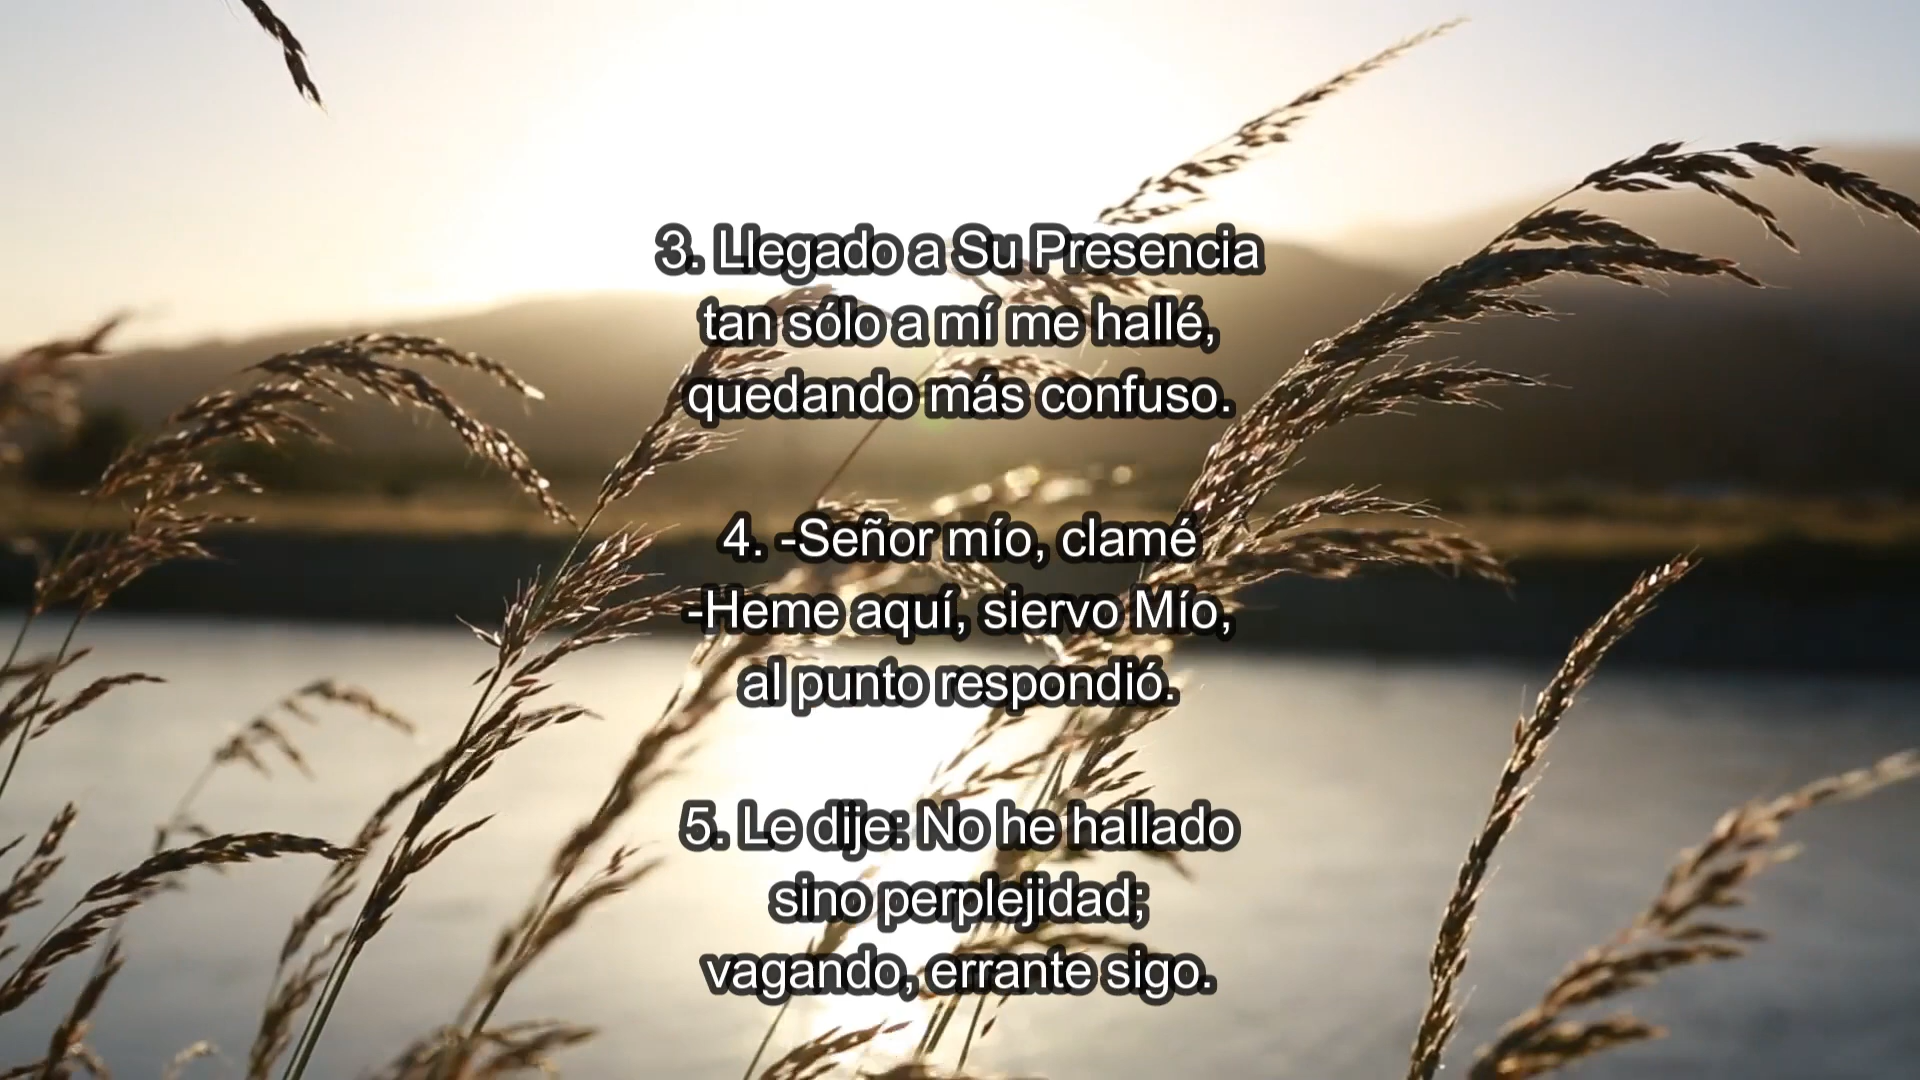 3. Llegado a Su Presencia
tan sólo a mí me hallé,
quedando más confuso.
4. -Señor mío, clamé
-Heme aquí, siervo Mío,
al punto respondió.
5. Le dije: No he hallado
sino perplejidad;
vagando, errante sigo.